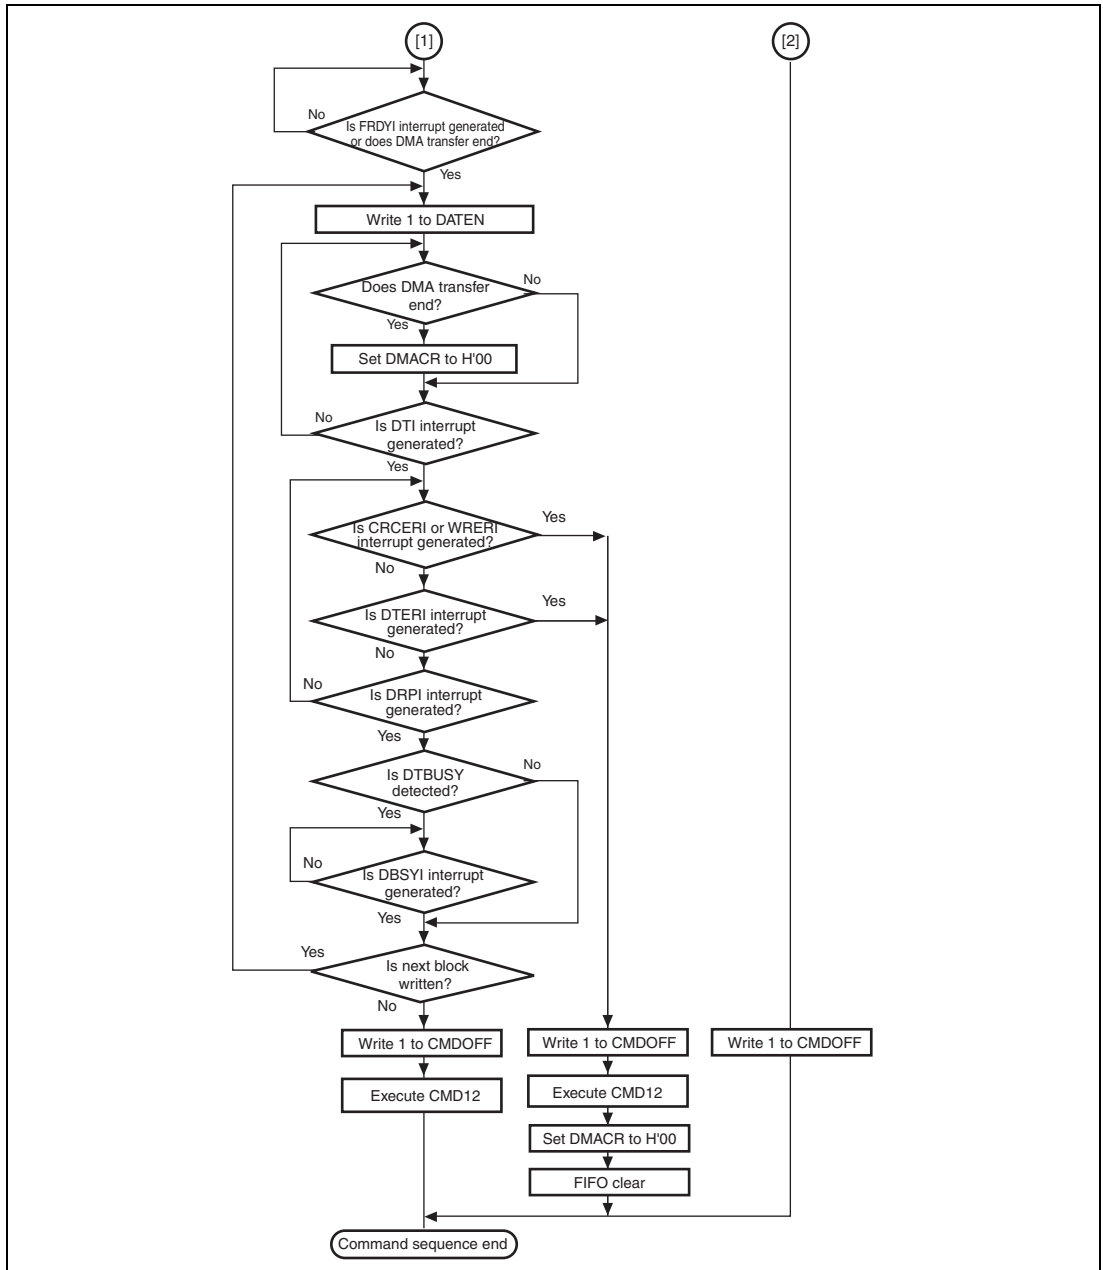 [1]
[2]
No
Is FRDYI interrupt generated
or does DMA transfer end?
Yes
Write 1 to DATEN
Does DMA transfer
end?
No
Yes
Set DMACR to H'00
No
Is DTI interrupt
generated?
Yes
Is CRCERI or WRERI
interrupt generated?
Yes
No
Is DTERI interrupt
generated?
Yes
No
No
Is DRPI interrupt
generated?
Yes
Is DTBUSY
detected?
No
Yes
No
Is DBSYI interrupt
generated?
Yes
Yes
Is next block
written?
No
Write 1 to CMDOFF
Write 1 to CMDOFF
Write 1 to CMDOFF
Execute CMD12
Execute CMD12
Set DMACR to H'00
FIFO clear
Command sequence end